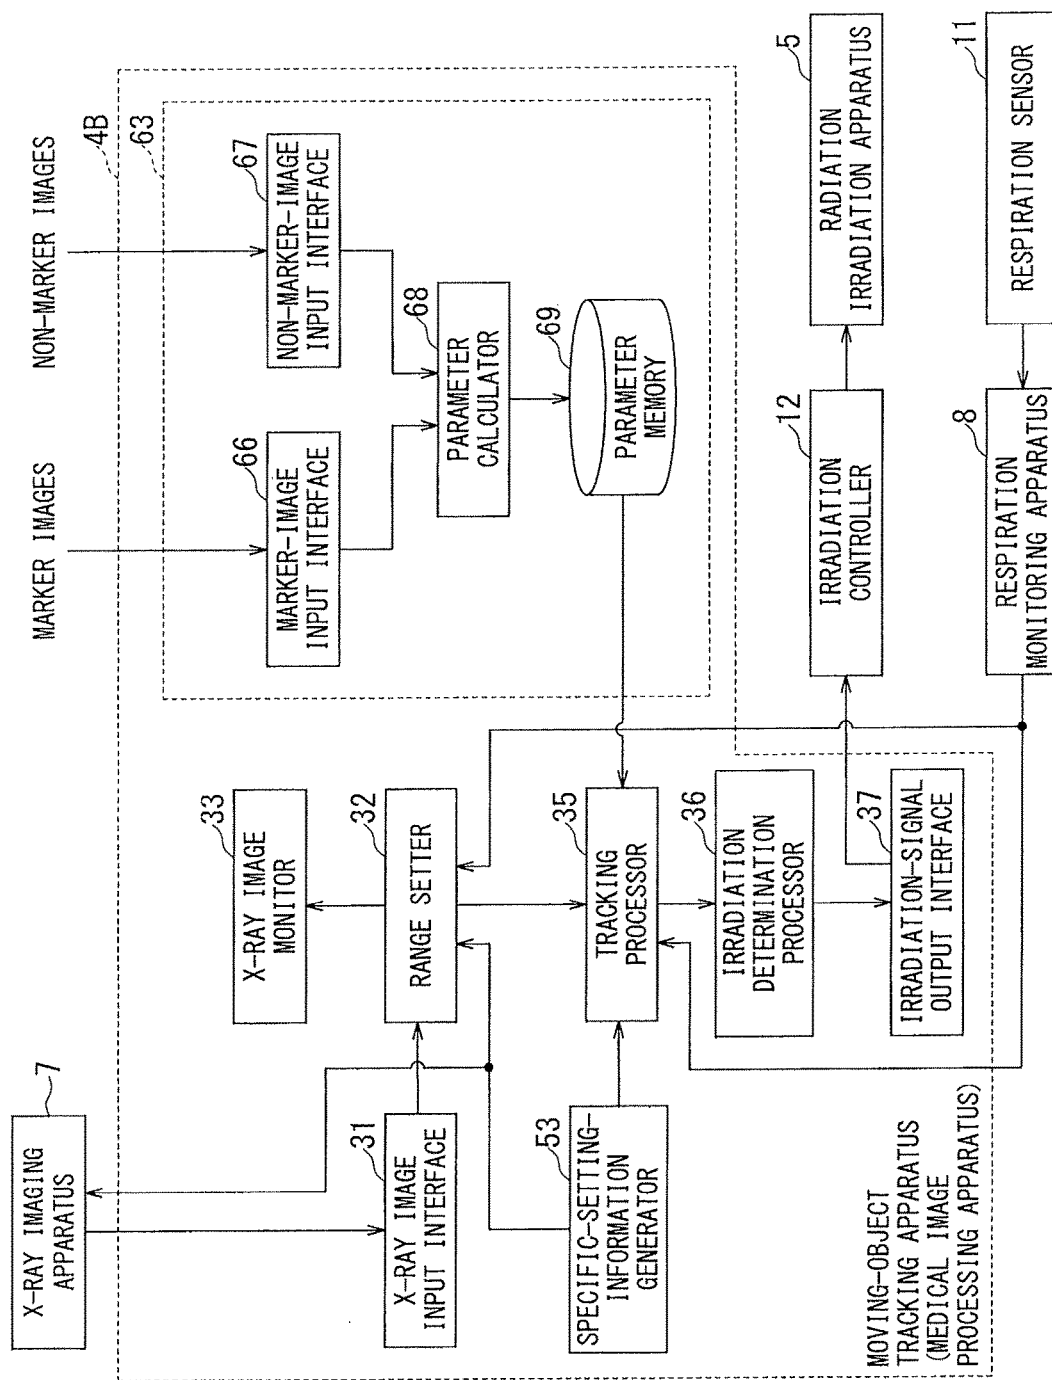 X-RAY IMAGING
APPARATUS
7
MARKER IMAGES
NON-MARKER IMAGES
4B
63
X-RAY IMAGE
MONITOR
33
MARKER-IMAGE
INPUT INTERFACE
66
NON-MARKER-IMAGE
INPUT INTERFACE
67
X-RAY IMAGE
INPUT INTERFACE
31
RANGE SETTER
32
PARAMETER
CALCULATOR
68
SPECIFIC-SETTING-
INFORMATION
GENERATOR
53
TRACKING
PROCESSOR
35
PARAMETER
MEMORY
69
IRRADIATION
DETERMINATION
PROCESSOR
36
IRRADIATION-SIGNAL
OUTPUT INTERFACE
37
IRRADIATION
CONTROLLER
12
RADIATION
IRRADIATION APPARATUS
5
MOVING-OBJECT
TRACKING APPARATUS
(MEDICAL IMAGE
PROCESSING APPARATUS)
RESPIRATION
MONITORING APPARATUS
8
RESPIRATION SENSOR
11